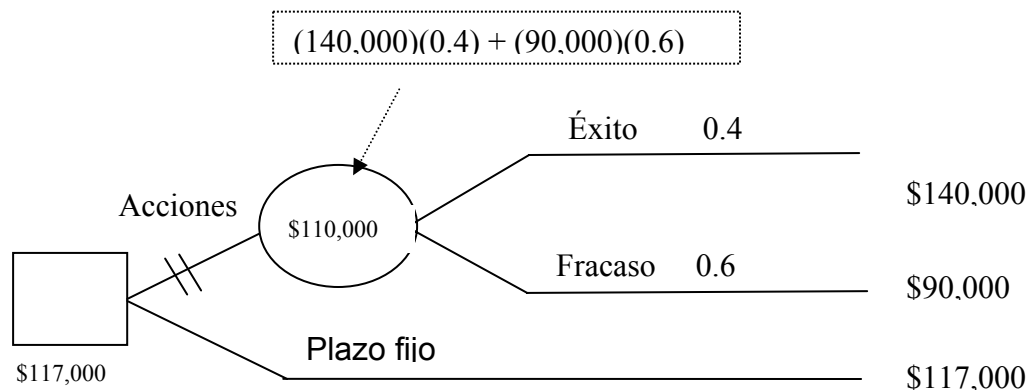 (140,000)(0.4) + (90,000)(0.6)
Éxito 0.4
$140,000
Acciones
$110,000
Fracaso 0.6
$90,000
Plazo fijo
$117,000
$117,000